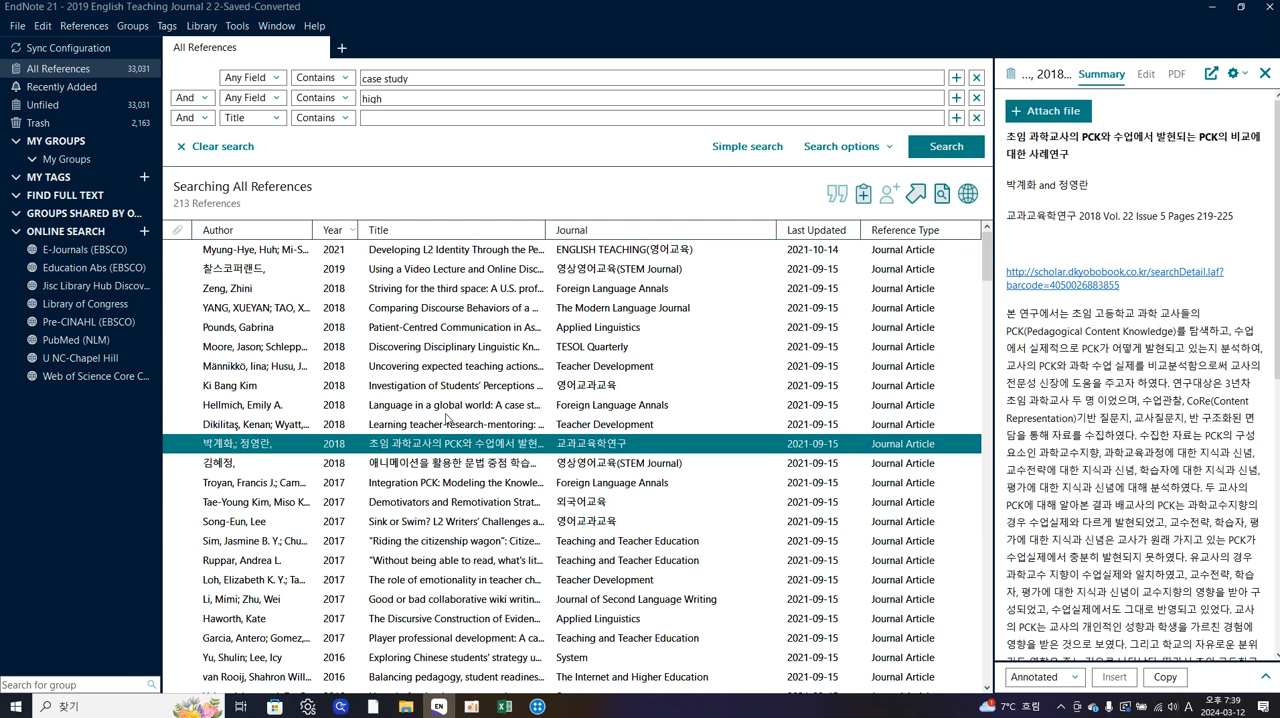 EndNote 21 - 2019 English Teaching Journal 2 2-Saved-Converted
File Edit References Groups Tags Library Tools Window Help
Sync Configuration
All References 33,031
Recently Added
Unfiled 33,031
Trash 2,163
MY GROUPS
My Groups
MY TAGS
FIND FULL TEXT
GROUPS SHARED BY O...
ONLINE SEARCH
E-Journals (EBSCO)
Education Abs (EBSCO)
Jisc Library Hub Discov...
Library of Congress
Pre-CINAHL (EBSCO)
PubMed (NLM)
U NC-Chapel Hill
Web of Science Core C...
Search for group
All References
Any Field Contains case study
And Any Field Contains high
And Title Contains
Clear search Simple search Search options Search
Searching All References
213 References
Author Year Title Journal Last Updated Reference Type
Myung-Hye, Huh; Mi-S... 2021 Developing L2 Identity Through the Pe... ENGLISH TEACHING(영어교육) 2021-10-14 Journal Article
찰스코퍼랜드, 2019 Using a Video Lecture and Online Disc... 영상영어교육(STEM Journal) 2021-09-15 Journal Article
Zeng, Zhini 2018 Striving for the third space: A U.S. prof... Foreign Language Annals 2021-09-15 Journal Article
YANG, XUEYAN; TAO, X... 2018 Comparing Discourse Behaviors of a ... The Modern Language Journal 2021-09-15 Journal Article
Pounds, Gabrina 2018 Patient-Centred Communication in As... Applied Linguistics 2021-09-15 Journal Article
Moore, Jason; Schlepp... 2018 Discovering Disciplinary Linguistic Kn... TESOL Quarterly 2021-09-15 Journal Article
Männikkö, Iina; Husu, J... 2018 Uncovering expected teaching actions... Teacher Development 2021-09-15 Journal Article
Ki Bang Kim 2018 Investigation of Students' Perceptions ... 영어교과교육 2021-09-15 Journal Article
Hellmich, Emily A. 2018 Language in a global world: A case st... Foreign Language Annals 2021-09-15 Journal Article
Dikilitaş, Kenan; Wyatt,... 2018 Learning teacher-research-mentoring: ... Teacher Development 2021-09-15 Journal Article
박계화,; 정영란, 2018 초임 과학교사의 PCK와 수업에서 발현... 교과교육학연구 2021-09-15 Journal Article
김혜정, 2018 애니메이션을 활용한 문법 중점 학습... 영상영어교육(STEM Journal) 2021-09-15 Journal Article
Troyan, Francis J.; Cam... 2017 Integration PCK: Modeling the Knowle... Foreign Language Annals 2021-09-15 Journal Article
Tae-Young Kim, Miso K... 2017 Demotivators and Remotivation Strat... 외국어교육 2021-09-15 Journal Article
Song-Eun, Lee 2017 Sink or Swim? L2 Writers' Challenges a... 영어교과교육 2021-09-15 Journal Article
Sim, Jasmine B. Y.; Chu... 2017 “Riding the citizenship wagon”: Citize... Teaching and Teacher Education 2021-09-15 Journal Article
Ruppar, Andrea L. 2017 “Without being able to read, what's lit... Teaching and Teacher Education 2021-09-15 Journal Article
Loh, Elizabeth K. Y.; Ta... 2017 The role of emotionality in teacher ch... Teacher Development 2021-09-15 Journal Article
Li, Mimi; Zhu, Wei 2017 Good or bad collaborative wiki writin... Journal of Second Language Writing 2021-09-15 Journal Article
Haworth, Kate 2017 The Discursive Construction of Eviden... Applied Linguistics 2021-09-15 Journal Article
Garcia, Antero; Gomez,... 2017 Player professional development: A ca... Teaching and Teacher Education 2021-09-15 Journal Article
Yu, Shulin; Lee, Icy 2016 Exploring Chinese students' strategy u... System 2021-09-15 Journal Article
van Rooij, Shahron Will... 2016 Balancing pedagogy, student readines... The Internet and Higher Education 2021-09-15 Journal Article
..., 2018... Summary Edit PDF
Attach file
초임 과학교사의 PCK와 수업에서 발현되는 PCK의 비교에
대한 사례연구
박계화 and 정영란
교과교육학연구 2018 Vol. 22 Issue 5 Pages 219-225
http://scholar.dkyobobook.co.kr/searchDetail.laf?
barcode=4050026883855
본 연구에서는 초임 고등학교 과학 교사들의
PCK(Pedagogical Content Knowledge)를 탐색하고, 수업
에서 실제적으로 PCK가 어떻게 발현되고 있는지 분석하여,
교사의 PCK와 과학 수업 실제를 비교분석함으로써 교사의
전문성 신장에 도움을 주고자 하였다. 연구대상은 3년차
초임 과학교사 두 명 이었으며, 수업관찰, CoRe(Content
Representation)기반 질문지, 교사질문지, 반 구조화된 면
담을 통해 자료를 수집하였다. 수집한 자료는 PCK의 구성
요소인 과학교수지향, 과학교육과정에 대한 지식과 신념,
교수전략에 대한 지식과 신념, 학습자에 대한 지식과 신념,
평가에 대한 지식과 신념에 대해 분석하였다. 두 교사의
PCK에 대해 알아본 결과 배교사의 PCK는 과학교수지향의
경우 수업실제와 다르게 발현되었고, 교수전략, 학습자, 평
가에 대한 지식과 신념은 교사가 원래 가지고 있는 PCK가
수업실제에서 충분히 발현되지 못하였다. 유교사의 경우
과학교수 지향이 수업실제와 일치하였고, 교수전략, 학습
자, 평가에 대한 지식과 신념이 교수지향의 영향을 받아 구
성되었고, 수업실제에서도 그대로 반영되고 있었다. 교사
의 PCK는 교사의 개인적인 성향과 학생을 가르친 경험에
영향을 받은 것으로 보였다. 그리고 학교의 자유로운 분위
Annotated Insert Copy
찾기
EN
7°C 흐림
A
오후 7:39
2024-03-12